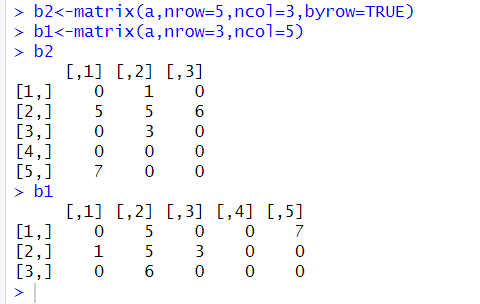 > b2<-matrix(a,nrow=5,ncol=3,byrow=TRUE)
> b1<-matrix(a,nrow=3,ncol=5)
> b2
     [,1] [,2] [,3]
[1,]    0    1    0
[2,]    5    5    6
[3,]    0    3    0
[4,]    0    0    0
[5,]    7    0    0
> b1
     [,1] [,2] [,3] [,4] [,5]
[1,]    0    5    0    0    7
[2,]    1    5    3    0    0
[3,]    0    6    0    0    0
>